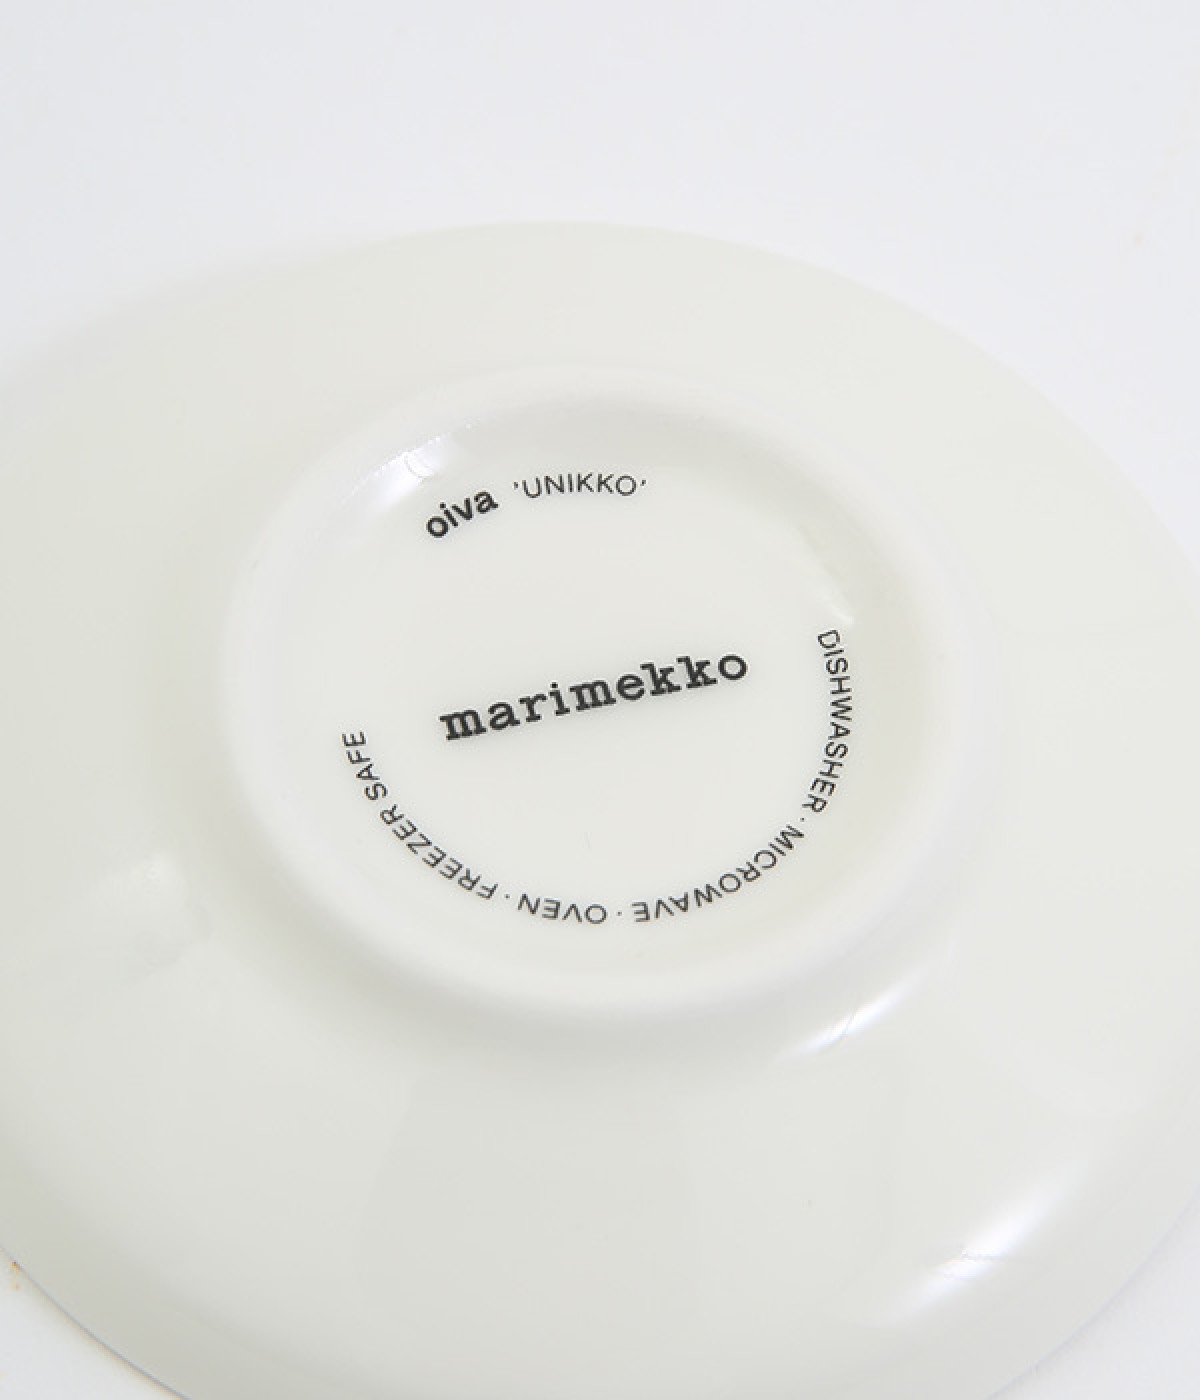 oiva 'UNIKKO'
marimekko
DISHWASHER · MICROWAVE · OVEN · FREEZER SAFE